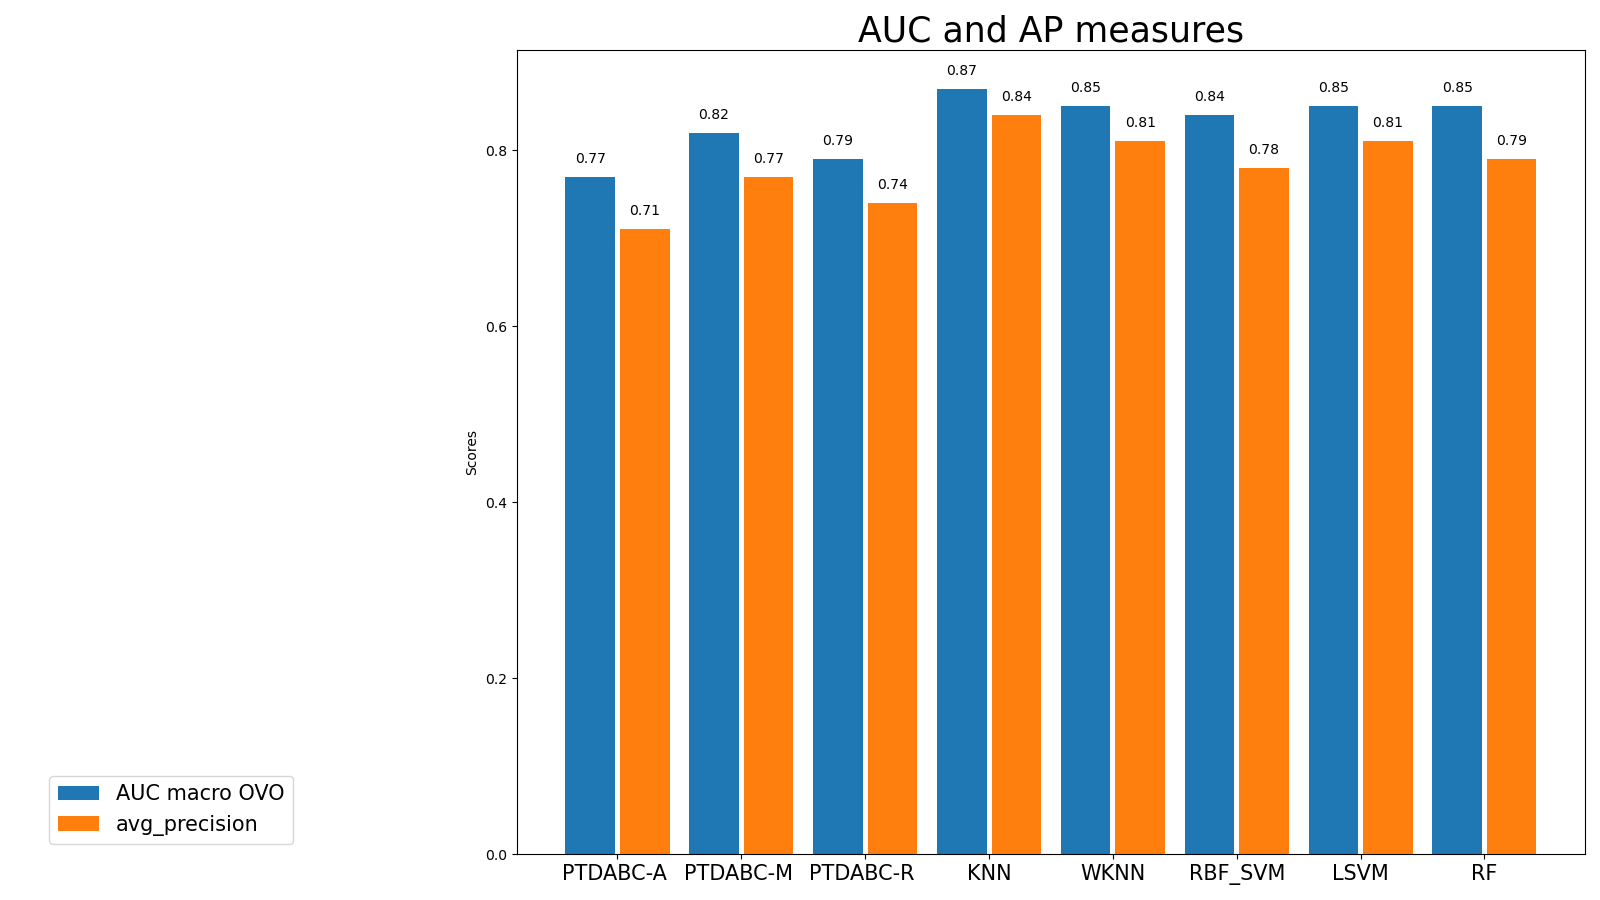 AUC and AP measures
0.87
0.85 0.84 0.85 0.85
0.84
0.82 0.81 0.81
0.79 0.79
0.77 0.77 0.78
0.74
0.71
0.8
0.6
Scores
0.4
0.2
0.0
AUC macro OVO
avg_precision
PTDABC-A PTDABC-M PTDABC-R KNN WKNN RBF_SVM LSVM RF